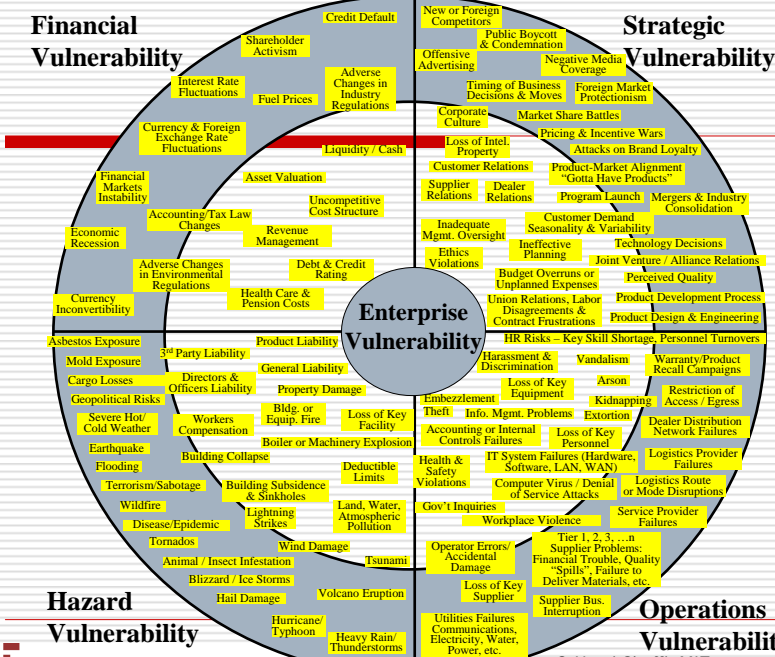 Financial
Vulnerability
Credit Default
Shareholder
Activism
Interest Rate
Fluctuations
Fuel Prices
Adverse
Changes in
Industry
Regulations
Currency & Foreign
Exchange Rate
Fluctuations
Liquidity / Cash
Financial
Markets
Instability
Asset Valuation
Uncompetitive
Cost Structure
Accounting/Tax Law
Changes
Revenue
Management
Economic
Recession
Adverse Changes
in Environmental
Regulations
Debt & Credit
Rating
Health Care &
Pension Costs
Currency
Inconvertibility
Strategic
Vulnerability
New or Foreign
Competitors
Public Boycott
& Condemnation
Offensive
Advertising
Negative Media
Coverage
Timing of Business
Decisions & Moves
Foreign Market
Protectionism
Corporate
Culture
Market Share Battles
Pricing & Incentive Wars
Loss of Intel.
Property
Attacks on Brand Loyalty
Customer Relations
Product-Market Alignment
“Gotta Have Products”
Supplier
Relations
Dealer
Relations
Program Launch
Mergers & Industry
Consolidation
Inadequate
Mgmt. Oversight
Customer Demand
Seasonality & Variability
Ineffective
Planning
Technology Decisions
Ethics
Violations
Joint Venture / Alliance Relations
Budget Overruns or
Unplanned Expenses
Perceived Quality
Union Relations, Labor
Disagreements &
Contract Frustrations
Product Development Process
Product Design & Engineering
Enterprise
Vulnerability
Asbestos Exposure
Product Liability
Mold Exposure
3rd Party Liability
General Liability
Cargo Losses
Directors &
Officers Liability
Property Damage
Geopolitical Risks
Severe Hot/
Cold Weather
Workers
Compensation
Bldg. or
Equip. Fire
Loss of Key
Facility
Boiler or Machinery Explosion
Earthquake
Building Collapse
Flooding
Deductible
Limits
Terrorism/Sabotage
Building Subsidence
& Sinkholes
Wildfire
Lightning
Strikes
Land, Water,
Atmospheric
Pollution
Disease/Epidemic
Tornados
Wind Damage
Animal / Insect Infestation
Tsunami
Blizzard / Ice Storms
Hail Damage
Volcano Eruption
Hurricane/
Typhoon
Heavy Rain/
Thunderstorms
Hazard
Vulnerability
HR Risks – Key Skill Shortage, Personnel Turnovers
Harassment &
Discrimination
Vandalism
Warranty/Product
Recall Campaigns
Loss of Key
Equipment
Arson
Embezzlement
Kidnapping
Restriction of
Access / Egress
Theft
Info. Mgmt. Problems
Extortion
Accounting or Internal
Controls Failures
Loss of Key
Personnel
Dealer Distribution
Network Failures
Health &
Safety
Violations
IT System Failures (Hardware,
Software, LAN, WAN)
Logistics Provider
Failures
Computer Virus / Denial
of Service Attacks
Logistics Route
or Mode Disruptions
Gov’t Inquiries
Workplace Violence
Service Provider
Failures
Operator Errors/
Accidental
Damage
Tier 1, 2, 3, …n
Supplier Problems:
Financial Trouble, Quality
“Spills”, Failure to
Deliver Materials, etc.
Loss of Key
Supplier
Supplier Bus.
Interruption
Utilities Failures
Communications,
Electricity, Water,
Power, etc.
Operations
Vulnerabilit